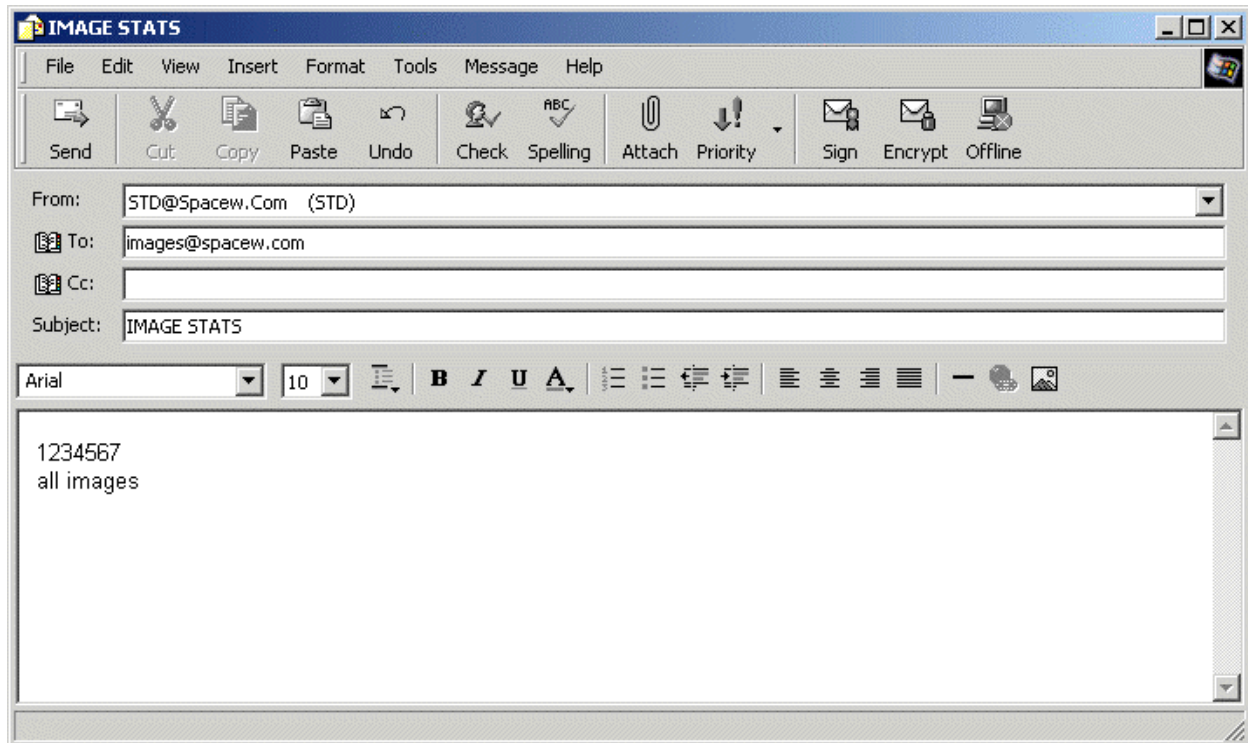 IMAGE STATS
File Edit View Insert Format Tools Message Help
ABC
Send Cut Copy Paste Undo Check Spelling Attach Priority Sign Encrypt Offline
From: STD@Spacew.Com (STD)
To: images@spacew.com
Cc:
Subject: IMAGE STATS
Arial 10 B I U A
1234567
all images